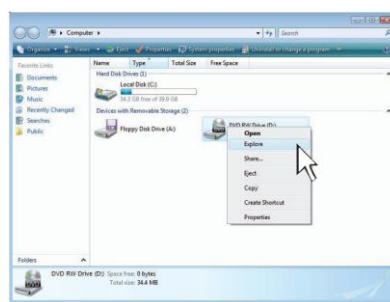 Computer
Search
Organize Views Eject Properties System properties Uninstall or change a program
Favorite Links
Documents
Pictures
Music
Recently Changed
Searches
Public
Folders
Name Type Total Size Free Space
Hard Disk Drives (1)
Local Disk (C:)
Devices with Removable Storage (2)
Floppy Disk Drive (A:)
DVD RW Drive (D:)
Open
Explore
Share...
Eject
Copy
Create Shortcut
Properties
DVD RW Drive (D:) Space free: 0 bytes
Total size: 34.4 MB